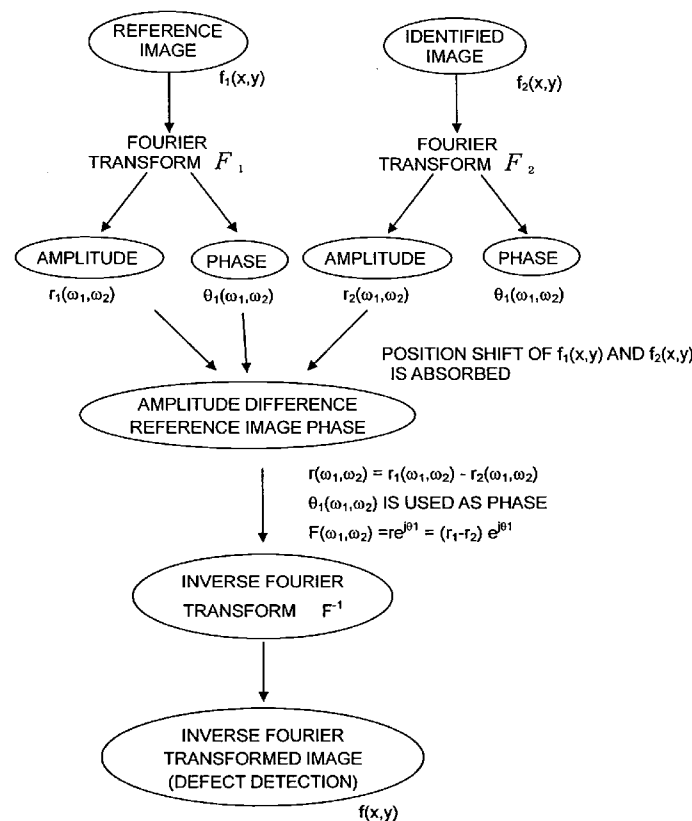 REFERENCE
IMAGE
f₁(x,y)
IDENTIFIED
IMAGE
f₂(x,y)
FOURIER
TRANSFORM F₁
FOURIER
TRANSFORM F₂
AMPLITUDE
r₁(ω₁,ω₂)
PHASE
θ₁(ω₁,ω₂)
AMPLITUDE
r₂(ω₁,ω₂)
PHASE
θ₁(ω₁,ω₂)
POSITION SHIFT OF f₁(x,y) AND f₂(x,y)
IS ABSORBED
AMPLITUDE DIFFERENCE
REFERENCE IMAGE PHASE
r(ω₁,ω₂) = r₁(ω₁,ω₂) - r₂(ω₁,ω₂)
θ₁(ω₁,ω₂) IS USED AS PHASE
F(ω₁,ω₂) =re^jθ1 = (r₁-r₂) e^jθ1
INVERSE FOURIER
TRANSFORM F⁻¹
INVERSE FOURIER
TRANSFORMED IMAGE
(DEFECT DETECTION)
f(x,y)